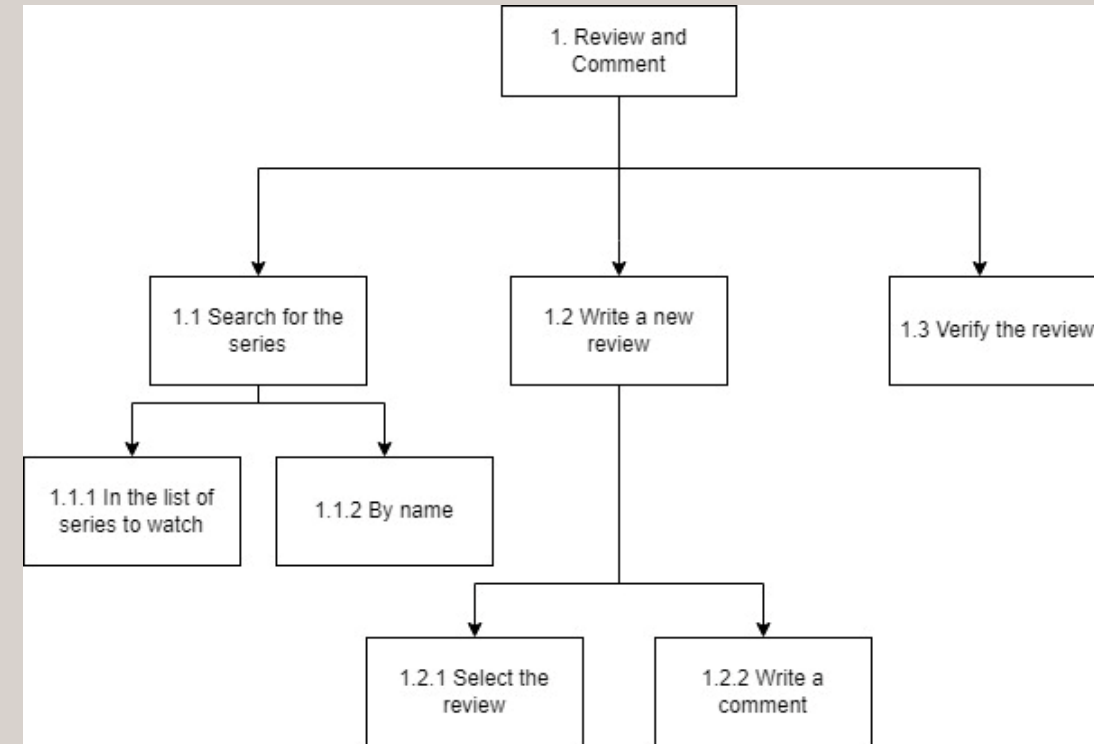 1. Review and
Comment
1.1 Search for the
series
1.2 Write a new
review
1.3 Verify the review
1.1.1 In the list of
series to watch
1.1.2 By name
1.2.1 Select the
review
1.2.2 Write a
comment